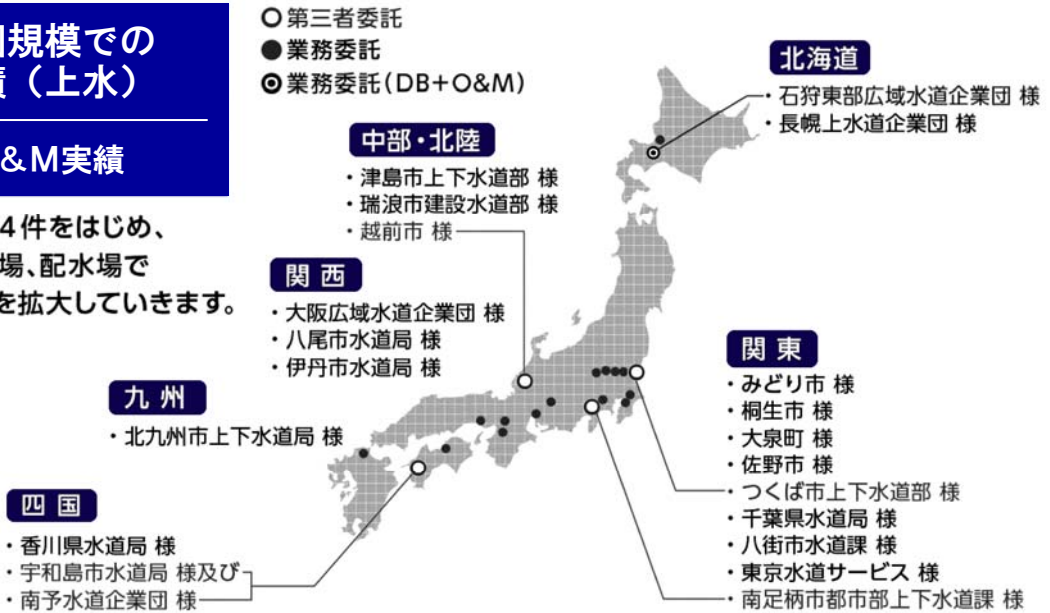 規模での
（上水）
&M実績
4件をはじめ、
場、配水場で
を拡大していきます。
○第三者委託
●業務委託
◎業務委託(DB+O&M)
北海道
・石狩東部広域水道企業団 様
・長幌上水道企業団 様
中部・北陸
・津島市上下水道部 様
・瑞浪市建設水道部 様
・越前市 様
関 西
・大阪広域水道企業団 様
・八尾市水道局 様
・伊丹市水道局 様
九 州
・北九州市上下水道局 様
四 国
・香川県水道局 様
・宇和島市水道局 様及び
・南予水道企業団 様
関 東
・みどり市 様
・桐生市 様
・大泉町 様
・佐野市 様
・つくば市上下水道部 様
・千葉県水道局 様
・八街市水道課 様
・東京水道サービス 様
・南足柄市都市部上下水道課 様